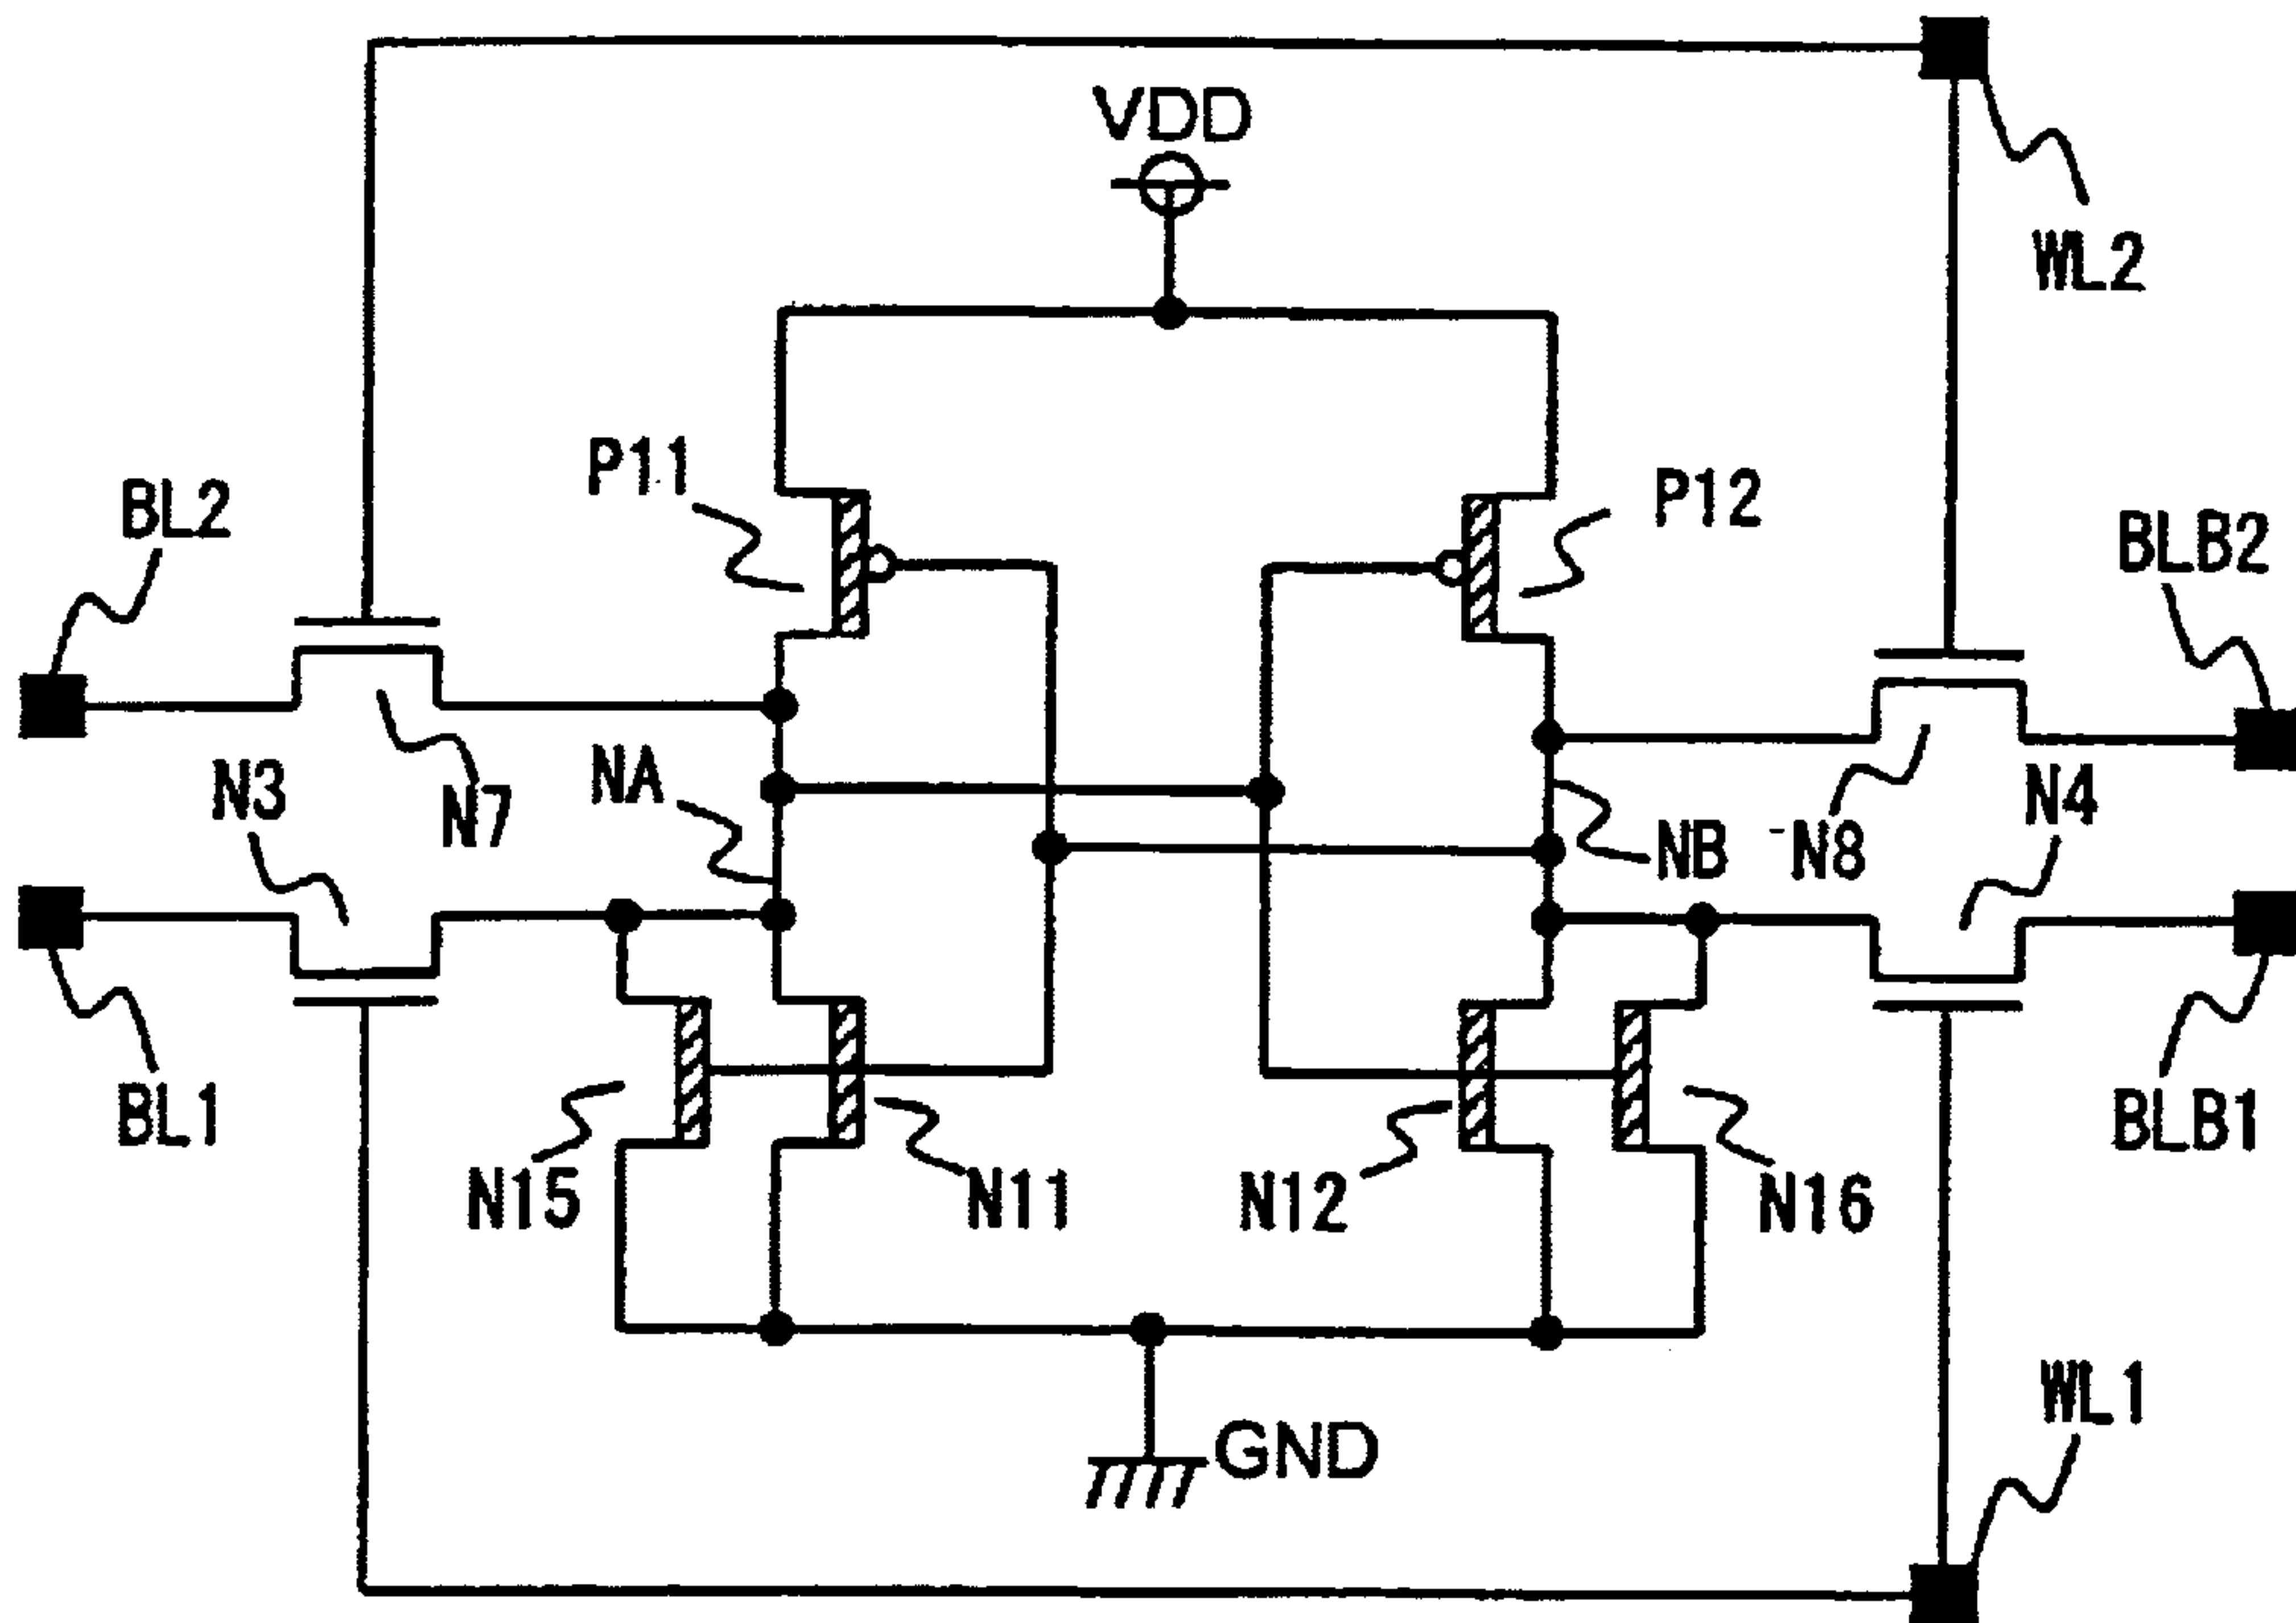 VDD
WL2
P11
P12
BL2
BLB2
N3
N7
NA
NB
N8
N4
BL1
BLB1
N15
N11
N12
N16
WL1
GND